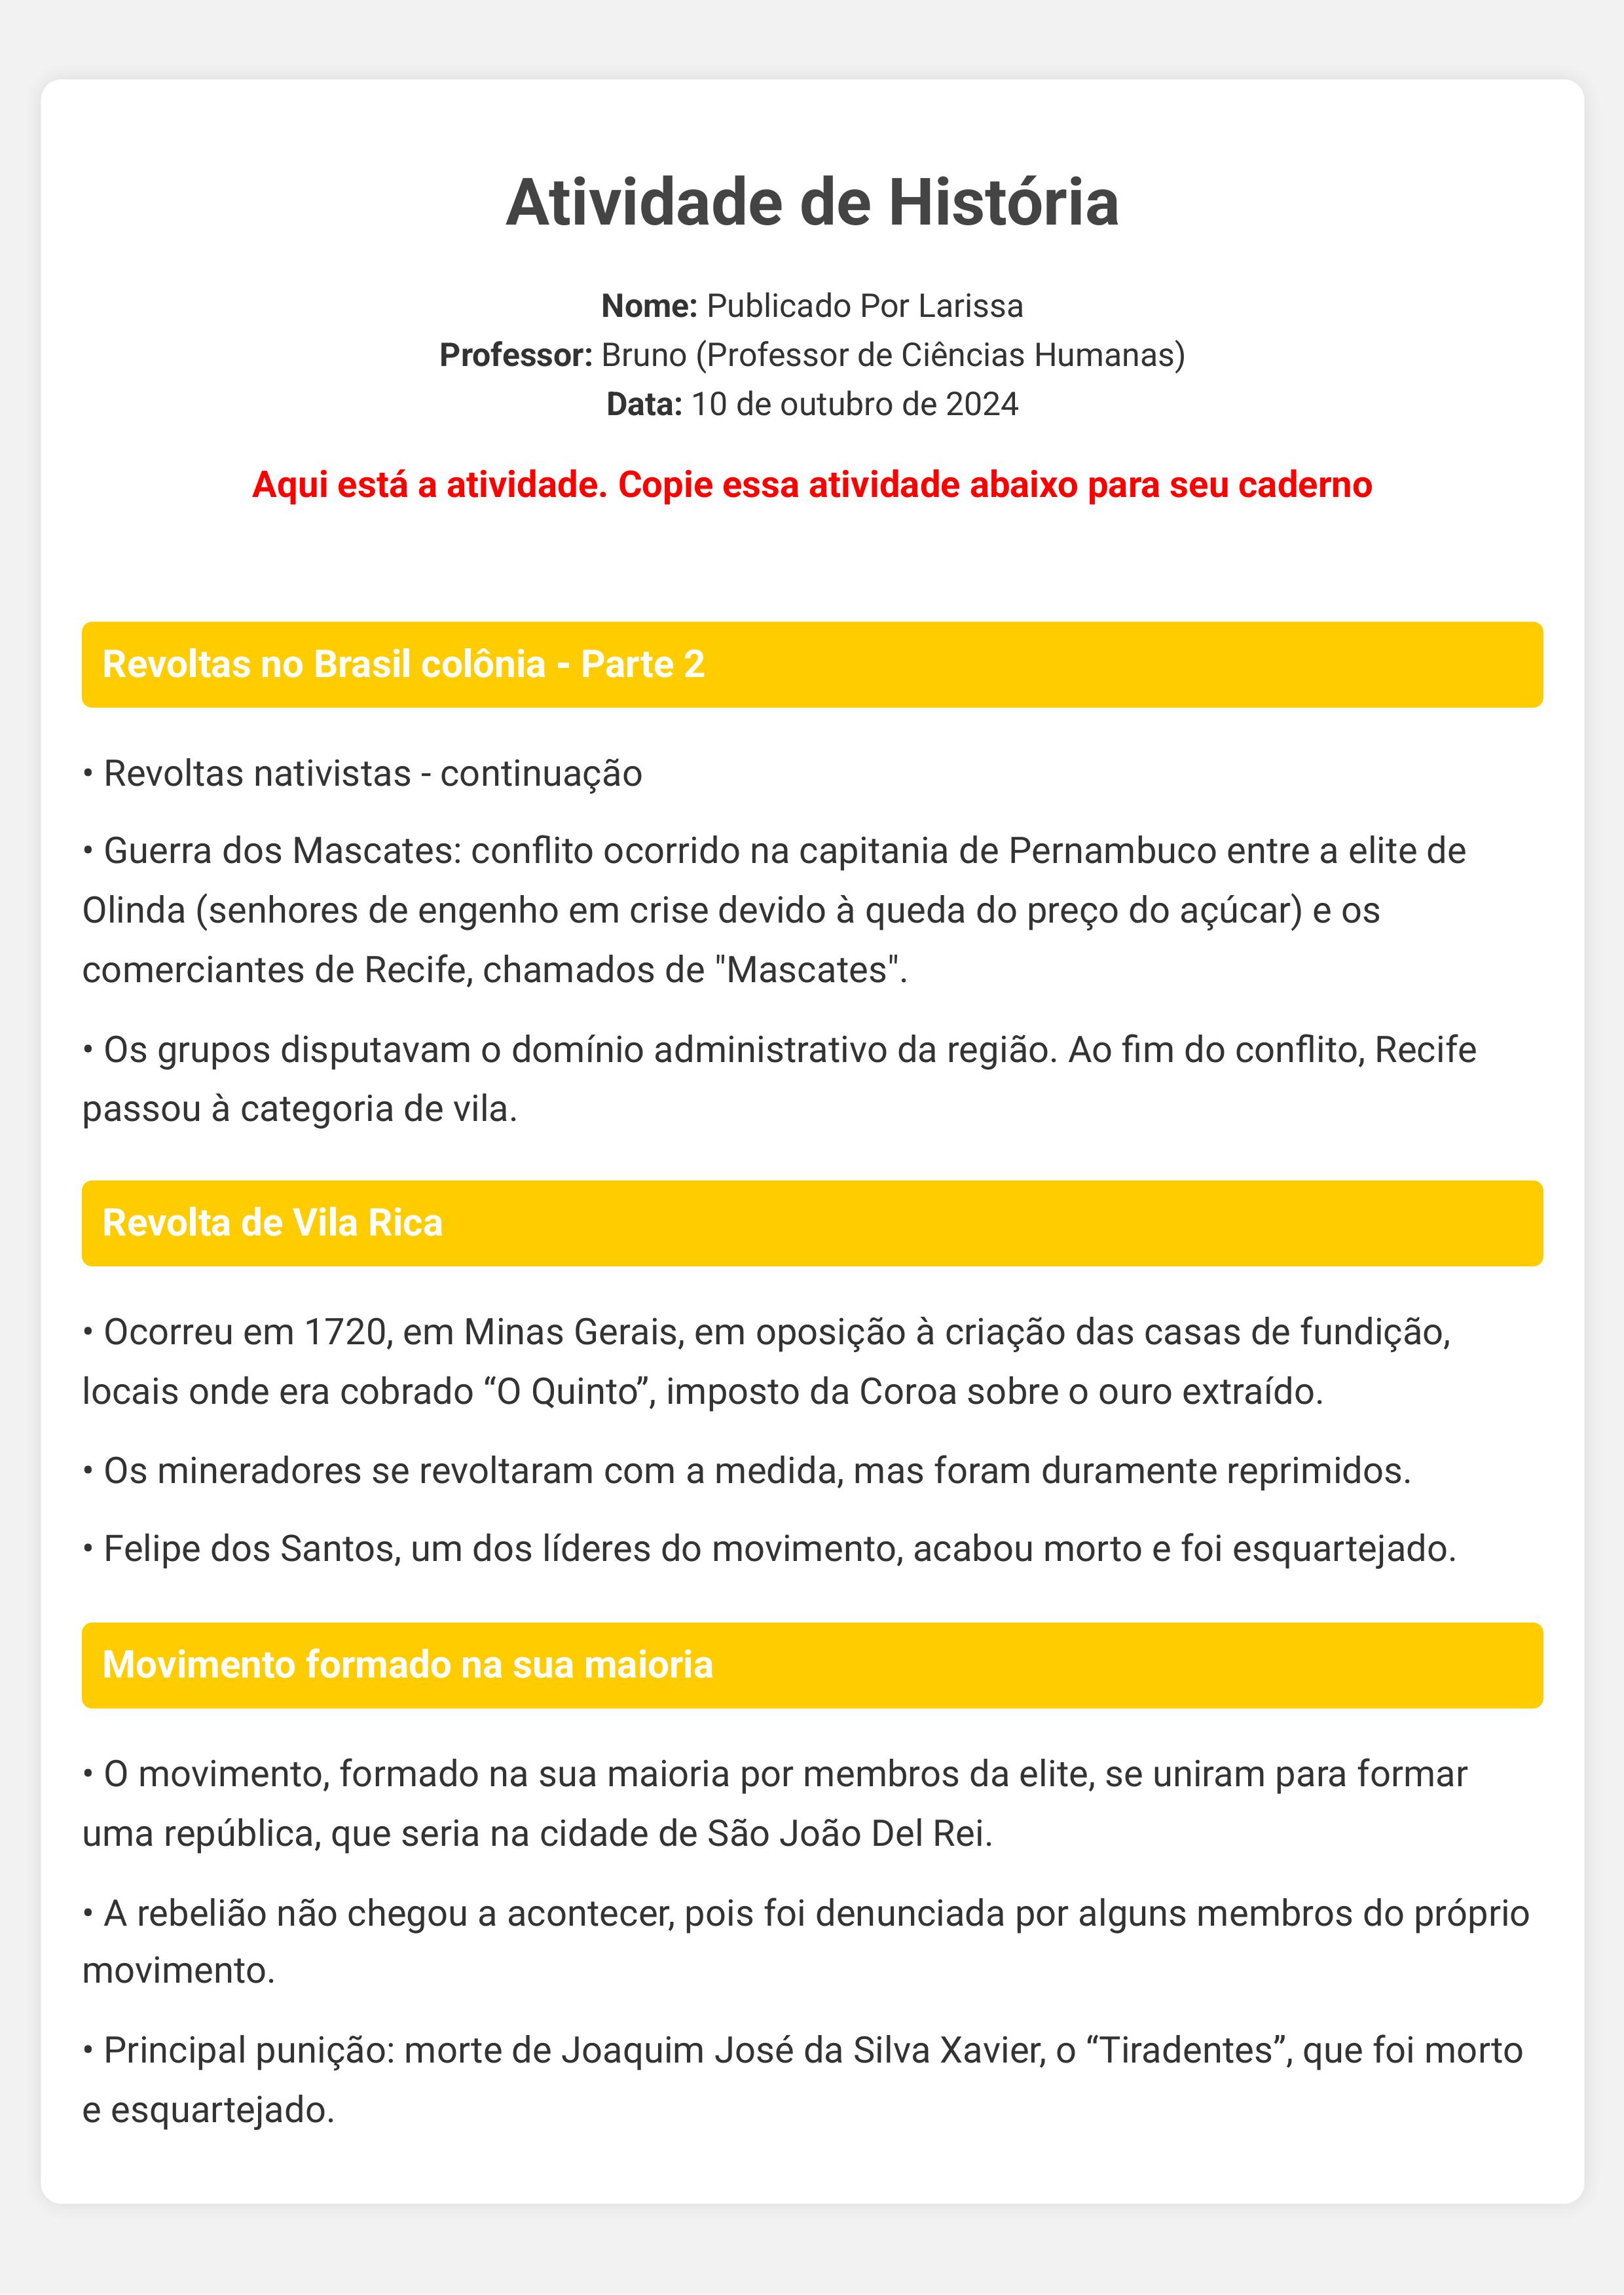 Atividade de História
Nome: Publicado Por Larissa
Professor: Bruno (Professor de Ciências Humanas)
Data: 10 de outubro de 2024
Aqui está a atividade. Copie essa atividade abaixo para seu caderno
Revoltas no Brasil colônia - Parte 2
• Revoltas nativistas - continuação
• Guerra dos Mascates: conflito ocorrido na capitania de Pernambuco entre a elite de
Olinda (senhores de engenho em crise devido à queda do preço do açúcar) e os
comerciantes de Recife, chamados de "Mascates".
• Os grupos disputavam o domínio administrativo da região. Ao fim do conflito, Recife
passou à categoria de vila.
Revolta de Vila Rica
• Ocorreu em 1720, em Minas Gerais, em oposição à criação das casas de fundição,
locais onde era cobrado “O Quinto”, imposto da Coroa sobre o ouro extraído.
• Os mineradores se revoltaram com a medida, mas foram duramente reprimidos.
• Felipe dos Santos, um dos líderes do movimento, acabou morto e foi esquartejado.
Movimento formado na sua maioria
• O movimento, formado na sua maioria por membros da elite, se uniram para formar
uma república, que seria na cidade de São João Del Rei.
• A rebelião não chegou a acontecer, pois foi denunciada por alguns membros do próprio
movimento.
• Principal punição: morte de Joaquim José da Silva Xavier, o “Tiradentes”, que foi morto
e esquartejado.